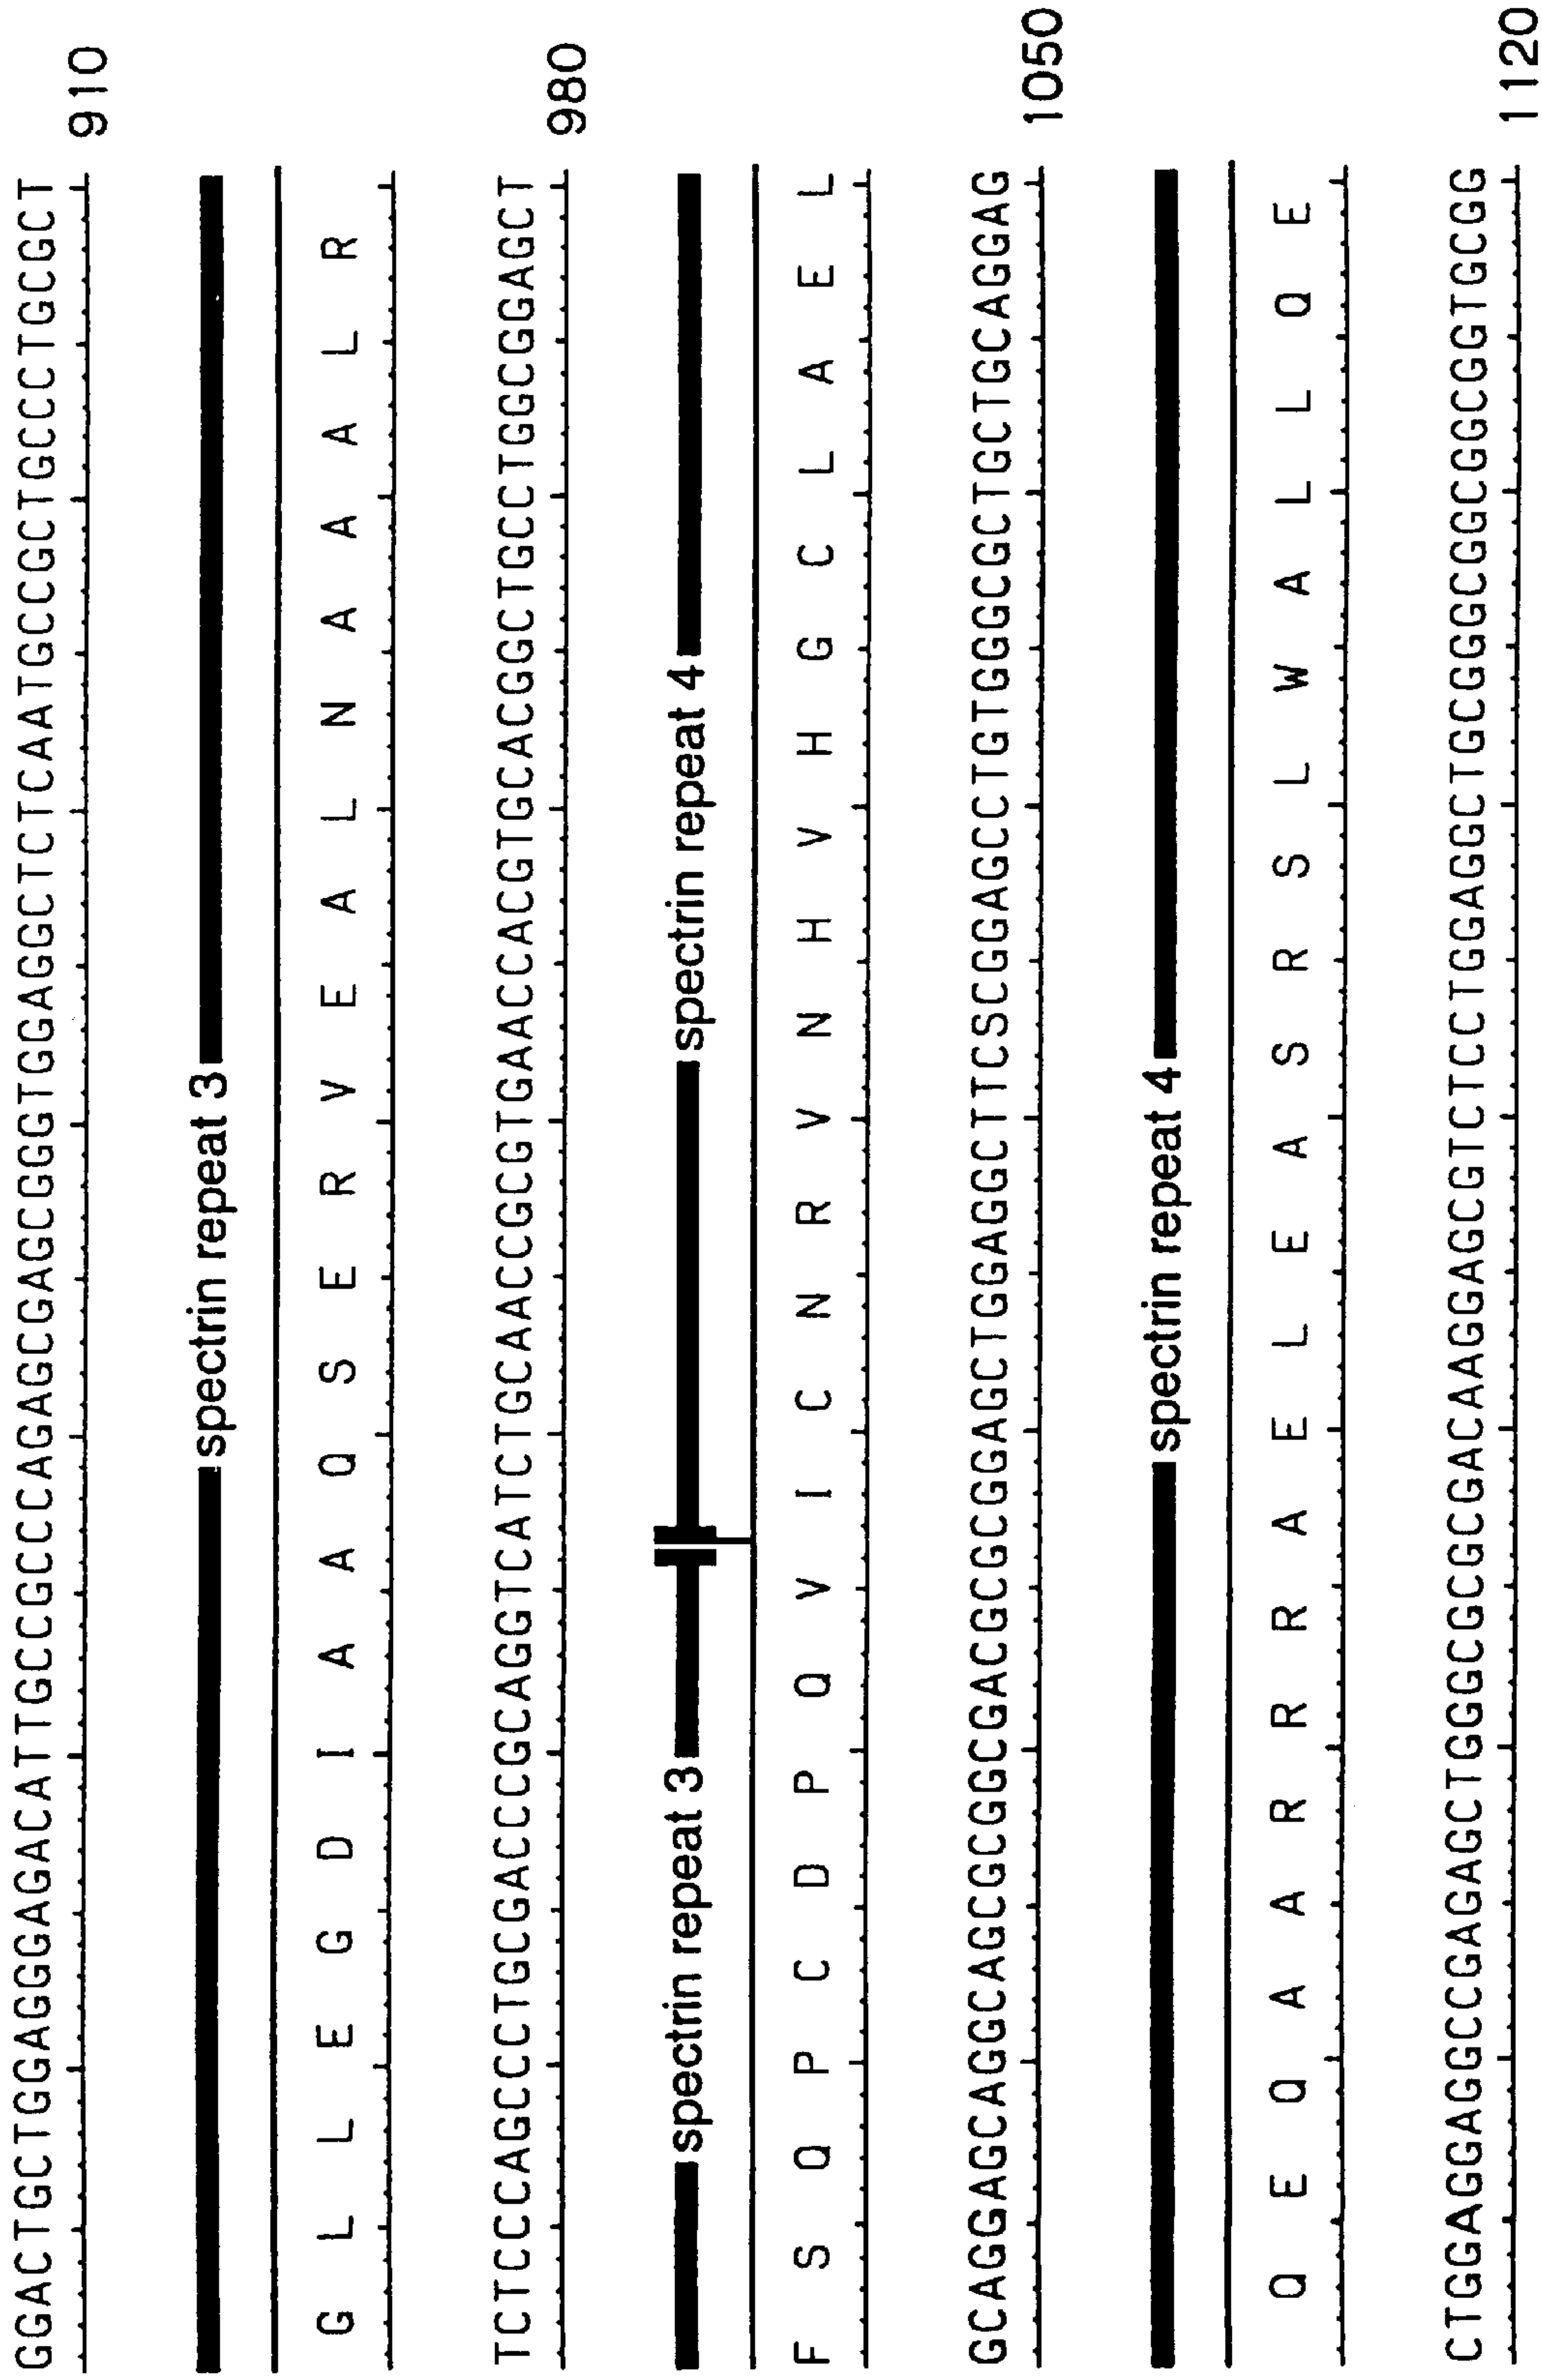 GGACTGCTGGAGGGAGACATTGCCGCCCAGAGCGAGCGGGTGGAGGCTCTCAATGCCGCTGCCCTGCGCT 910
spectrin repeat 3
G L L E G D I A A Q S E R V E A L N A A A L R
TCTCCCAGCCCTGCGACCCGCAGGTCATCTGCAACCGCGTGAACCACGTGCACGGCTGCCTGGCGGAGCT 980
spectrin repeat 3 spectrin repeat 4
F S Q P C D P Q V I C N R V N H V H G C L A E L
GCAGGAGCAGGCAGCGCGGCGACGCGCGGAGCTGGAGGCTTCSCGGAGCCTGTGGGCGCTGCTGCAGGAG 1050
spectrin repeat 4
Q E Q A A R R R A E L E A S R S L W A L L Q E
CTGGAGGAGGCCGAGAGCTGGGCGCGCGACAAGGAGCGTCTCCTGGAGGCTGCGGGCGGCGGCGGTGCGG 1120